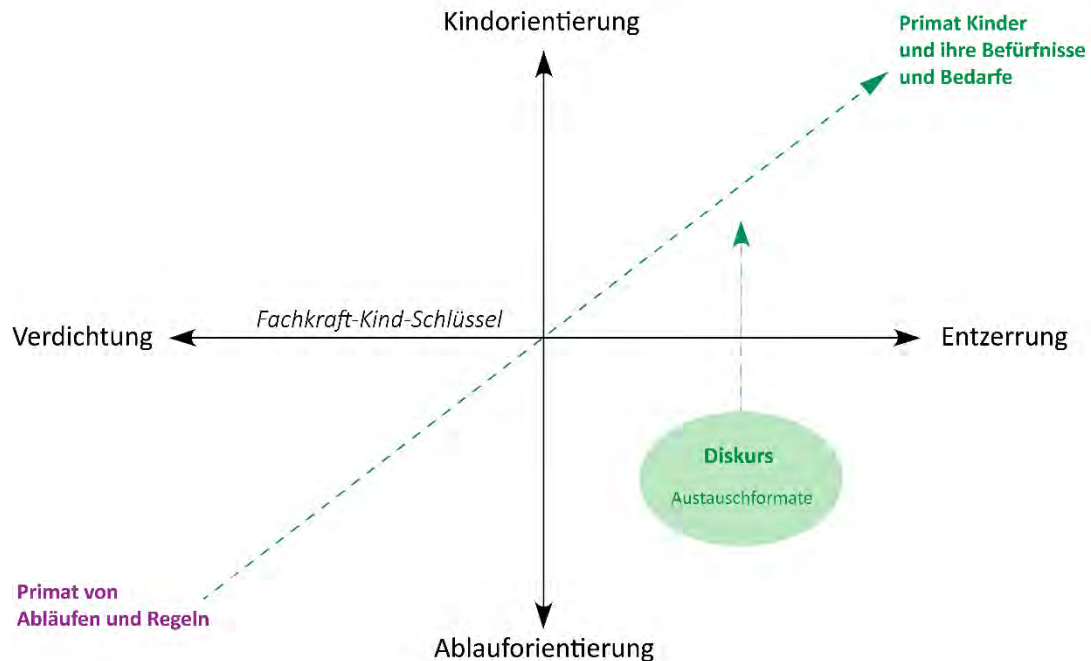 Kindorientierung
Primat Kinder
und ihre Befürfnisse
und Bedarfe
Fachkraft-Kind-Schlüssel
Verdichtung
Entzerrung
Diskurs
Austauschformate
Primat von
Abläufen und Regeln
Ablauforientierung